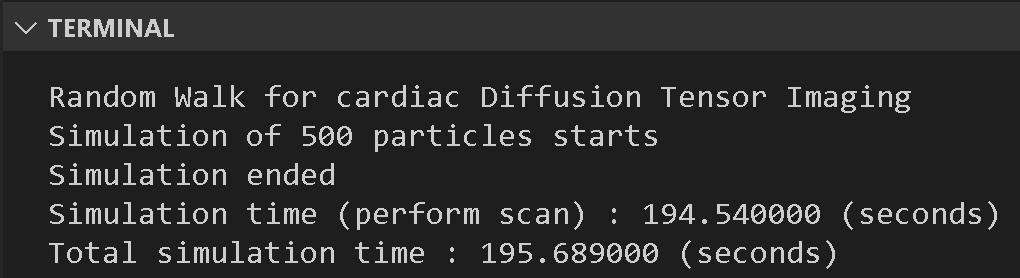 TERMINAL
Random Walk for cardiac Diffusion Tensor Imaging
Simulation of 500 particles starts
Simulation ended
Simulation time (perform scan) : 194.540000 (seconds)
Total simulation time : 195.689000 (seconds)